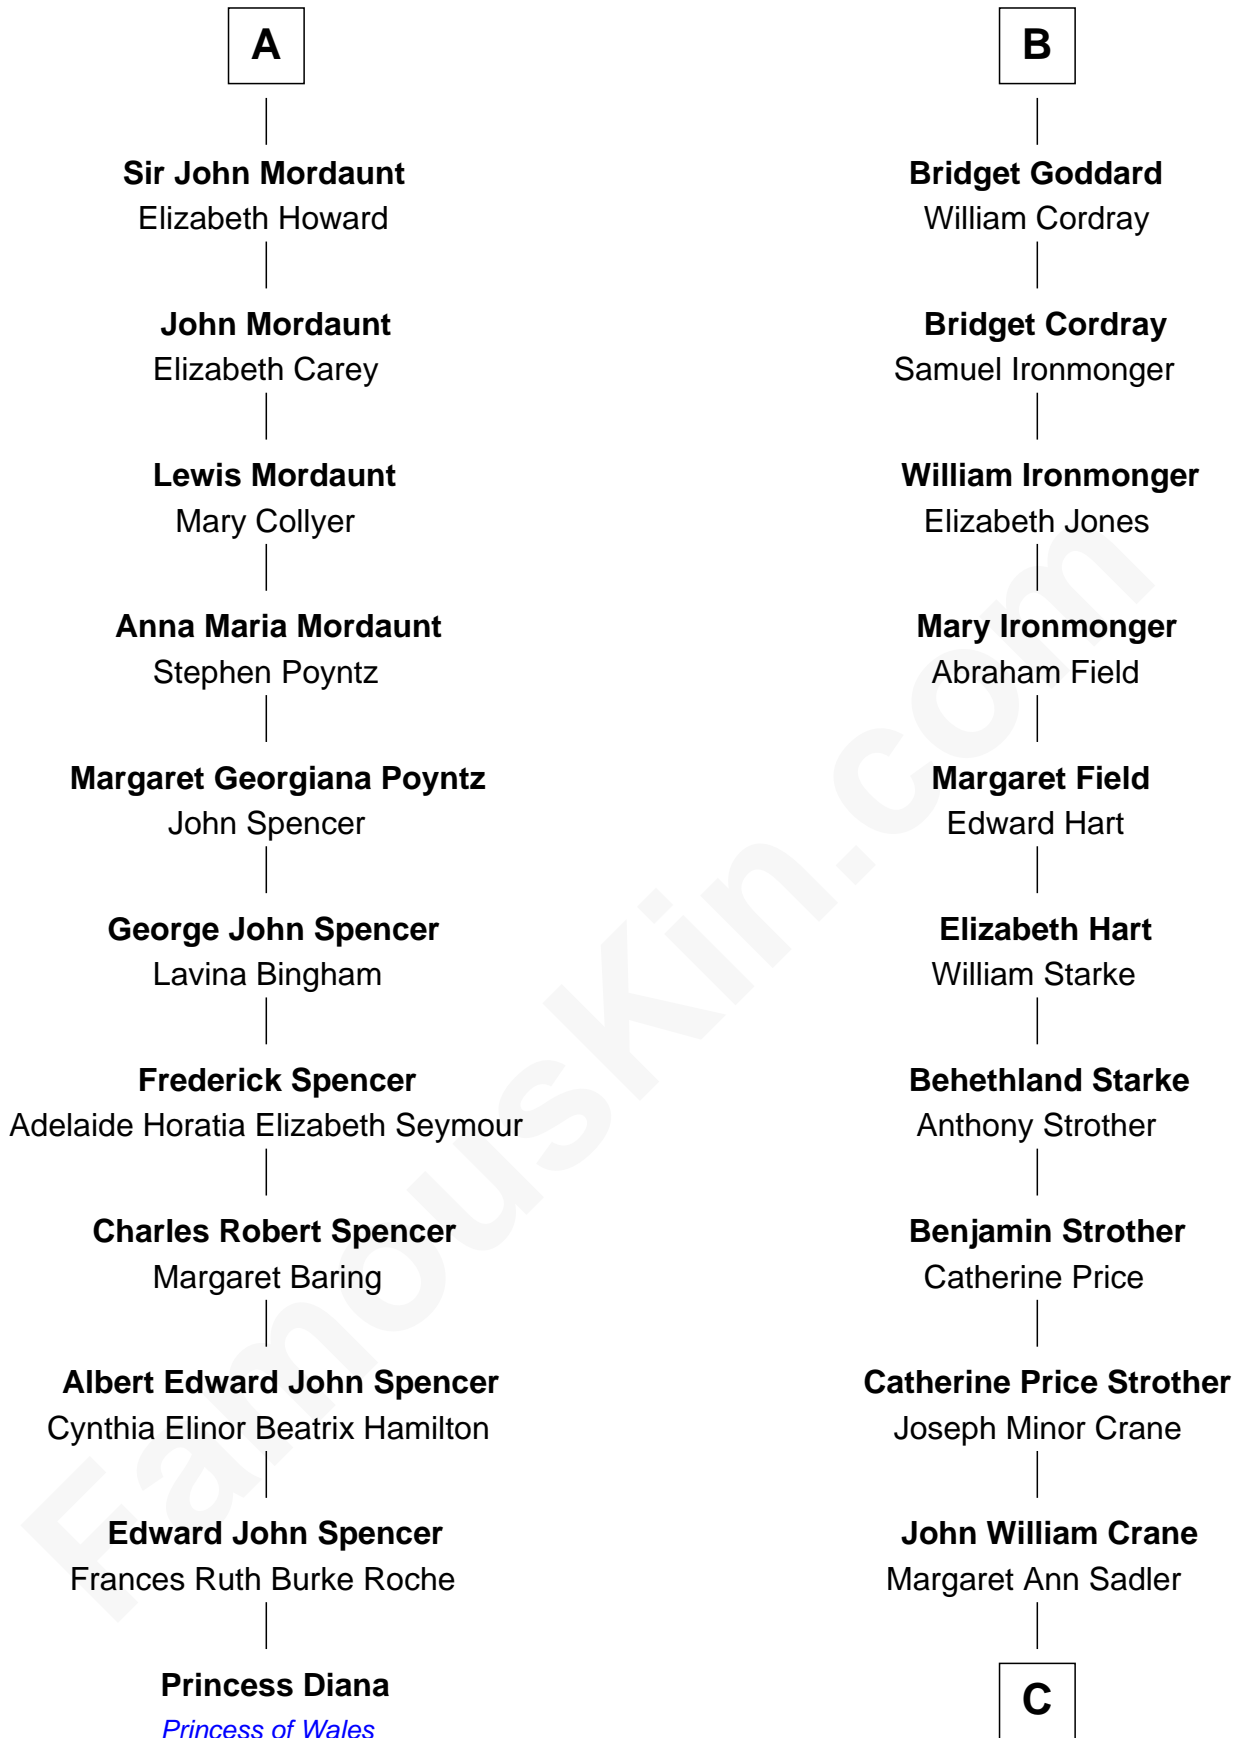 A
Sir John Mordaunt
Elizabeth Howard
John Mordaunt
Elizabeth Carey
Lewis Mordaunt
Mary Collyer
Anna Maria Mordaunt
Stephen Poyntz
Margaret Georgiana Poyntz
John Spencer
George John Spencer
Lavina Bingham
Frederick Spencer
Adelaide Horatia Elizabeth Seymour
Charles Robert Spencer
Margaret Baring
Albert Edward John Spencer
Cynthia Elinor Beatrix Hamilton
Edward John Spencer
Frances Ruth Burke Roche
Princess Diana
Princess of Wales
B
Bridget Goddard
William Cordray
Bridget Cordray
Samuel Ironmonger
William Ironmonger
Elizabeth Jones
Mary Ironmonger
Abraham Field
Margaret Field
Edward Hart
Elizabeth Hart
William Starke
Behethland Starke
Anthony Strother
Benjamin Strother
Catherine Price
Catherine Price Strother
Joseph Minor Crane
John William Crane
Margaret Ann Sadler
C
FamousKin.com